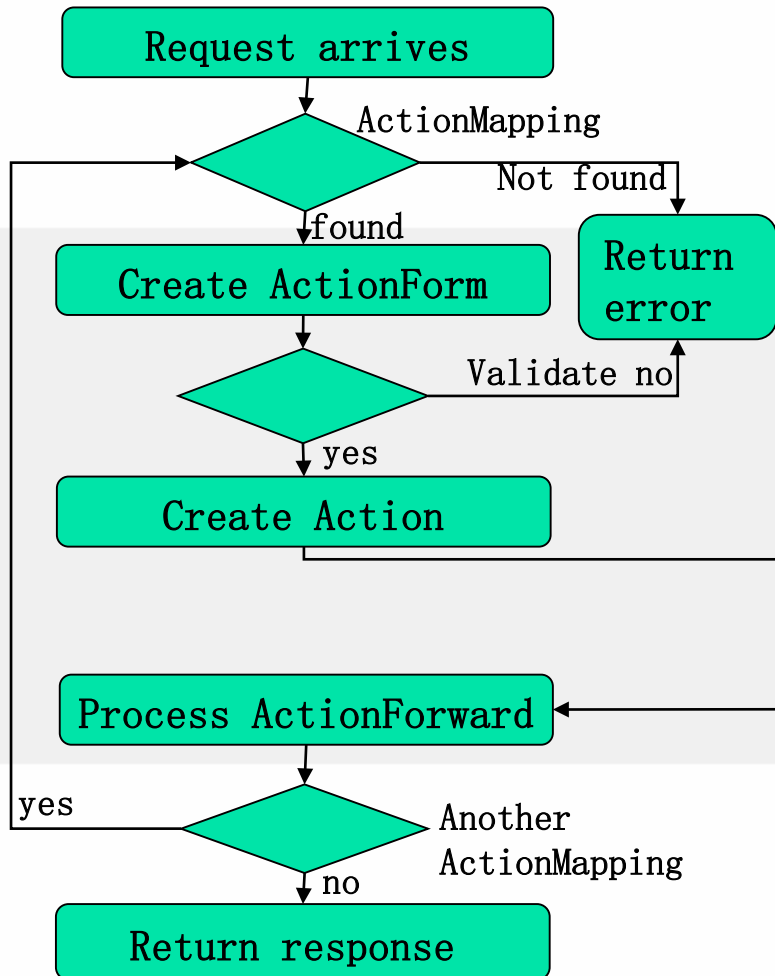 Request arrives
ActionMapping
Not found
found
Return
error
Create ActionForm
Validate no
yes
Create Action
Process ActionForward
yes
Another
ActionMapping
no
Return response